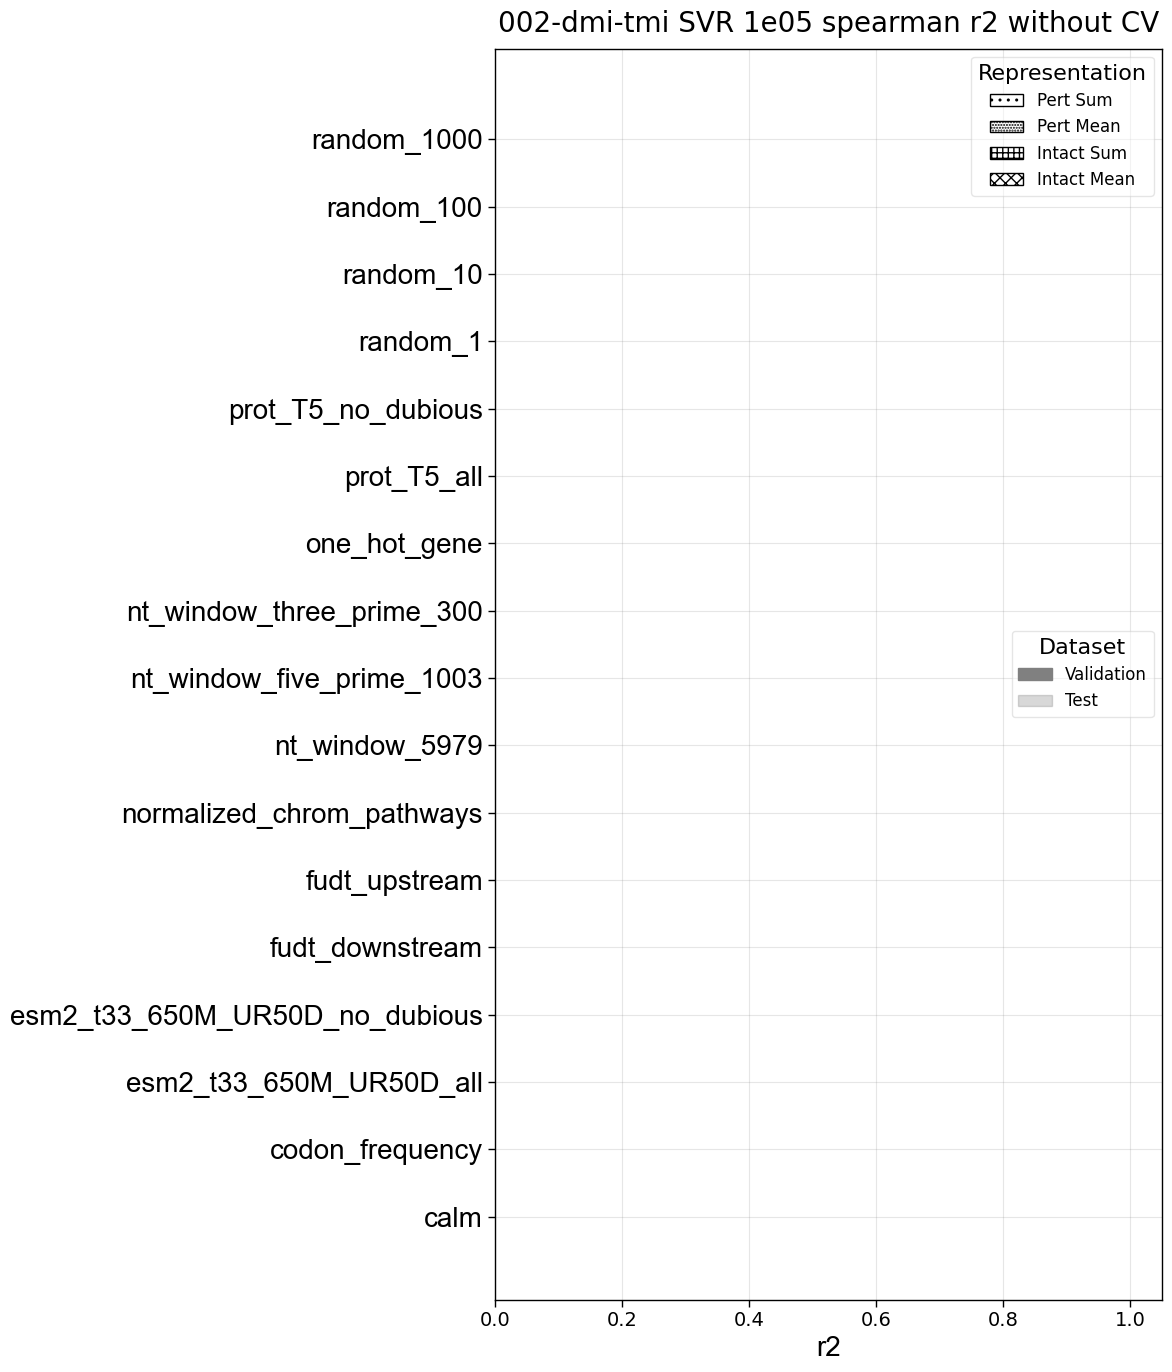 002-dmi-tmi SVR 1e05 spearman r2 without CV
Representation
Pert Sum
Pert Mean
Intact Sum
Intact Mean
random_1000
random_100
random_10
random_1
prot_T5_no_dubious
prot_T5_all
one_hot_gene
nt_window_three_prime_300
Dataset
Validation
Test
nt_window_five_prime_1003
nt_window_5979
normalized_chrom_pathways
fudt_upstream
fudt_downstream
esm2_t33_650M_UR50D_no_dubious
esm2_t33_650M_UR50D_all
codon_frequency
calm
0.0 0.2 0.4 0.6 0.8 1.0
r2